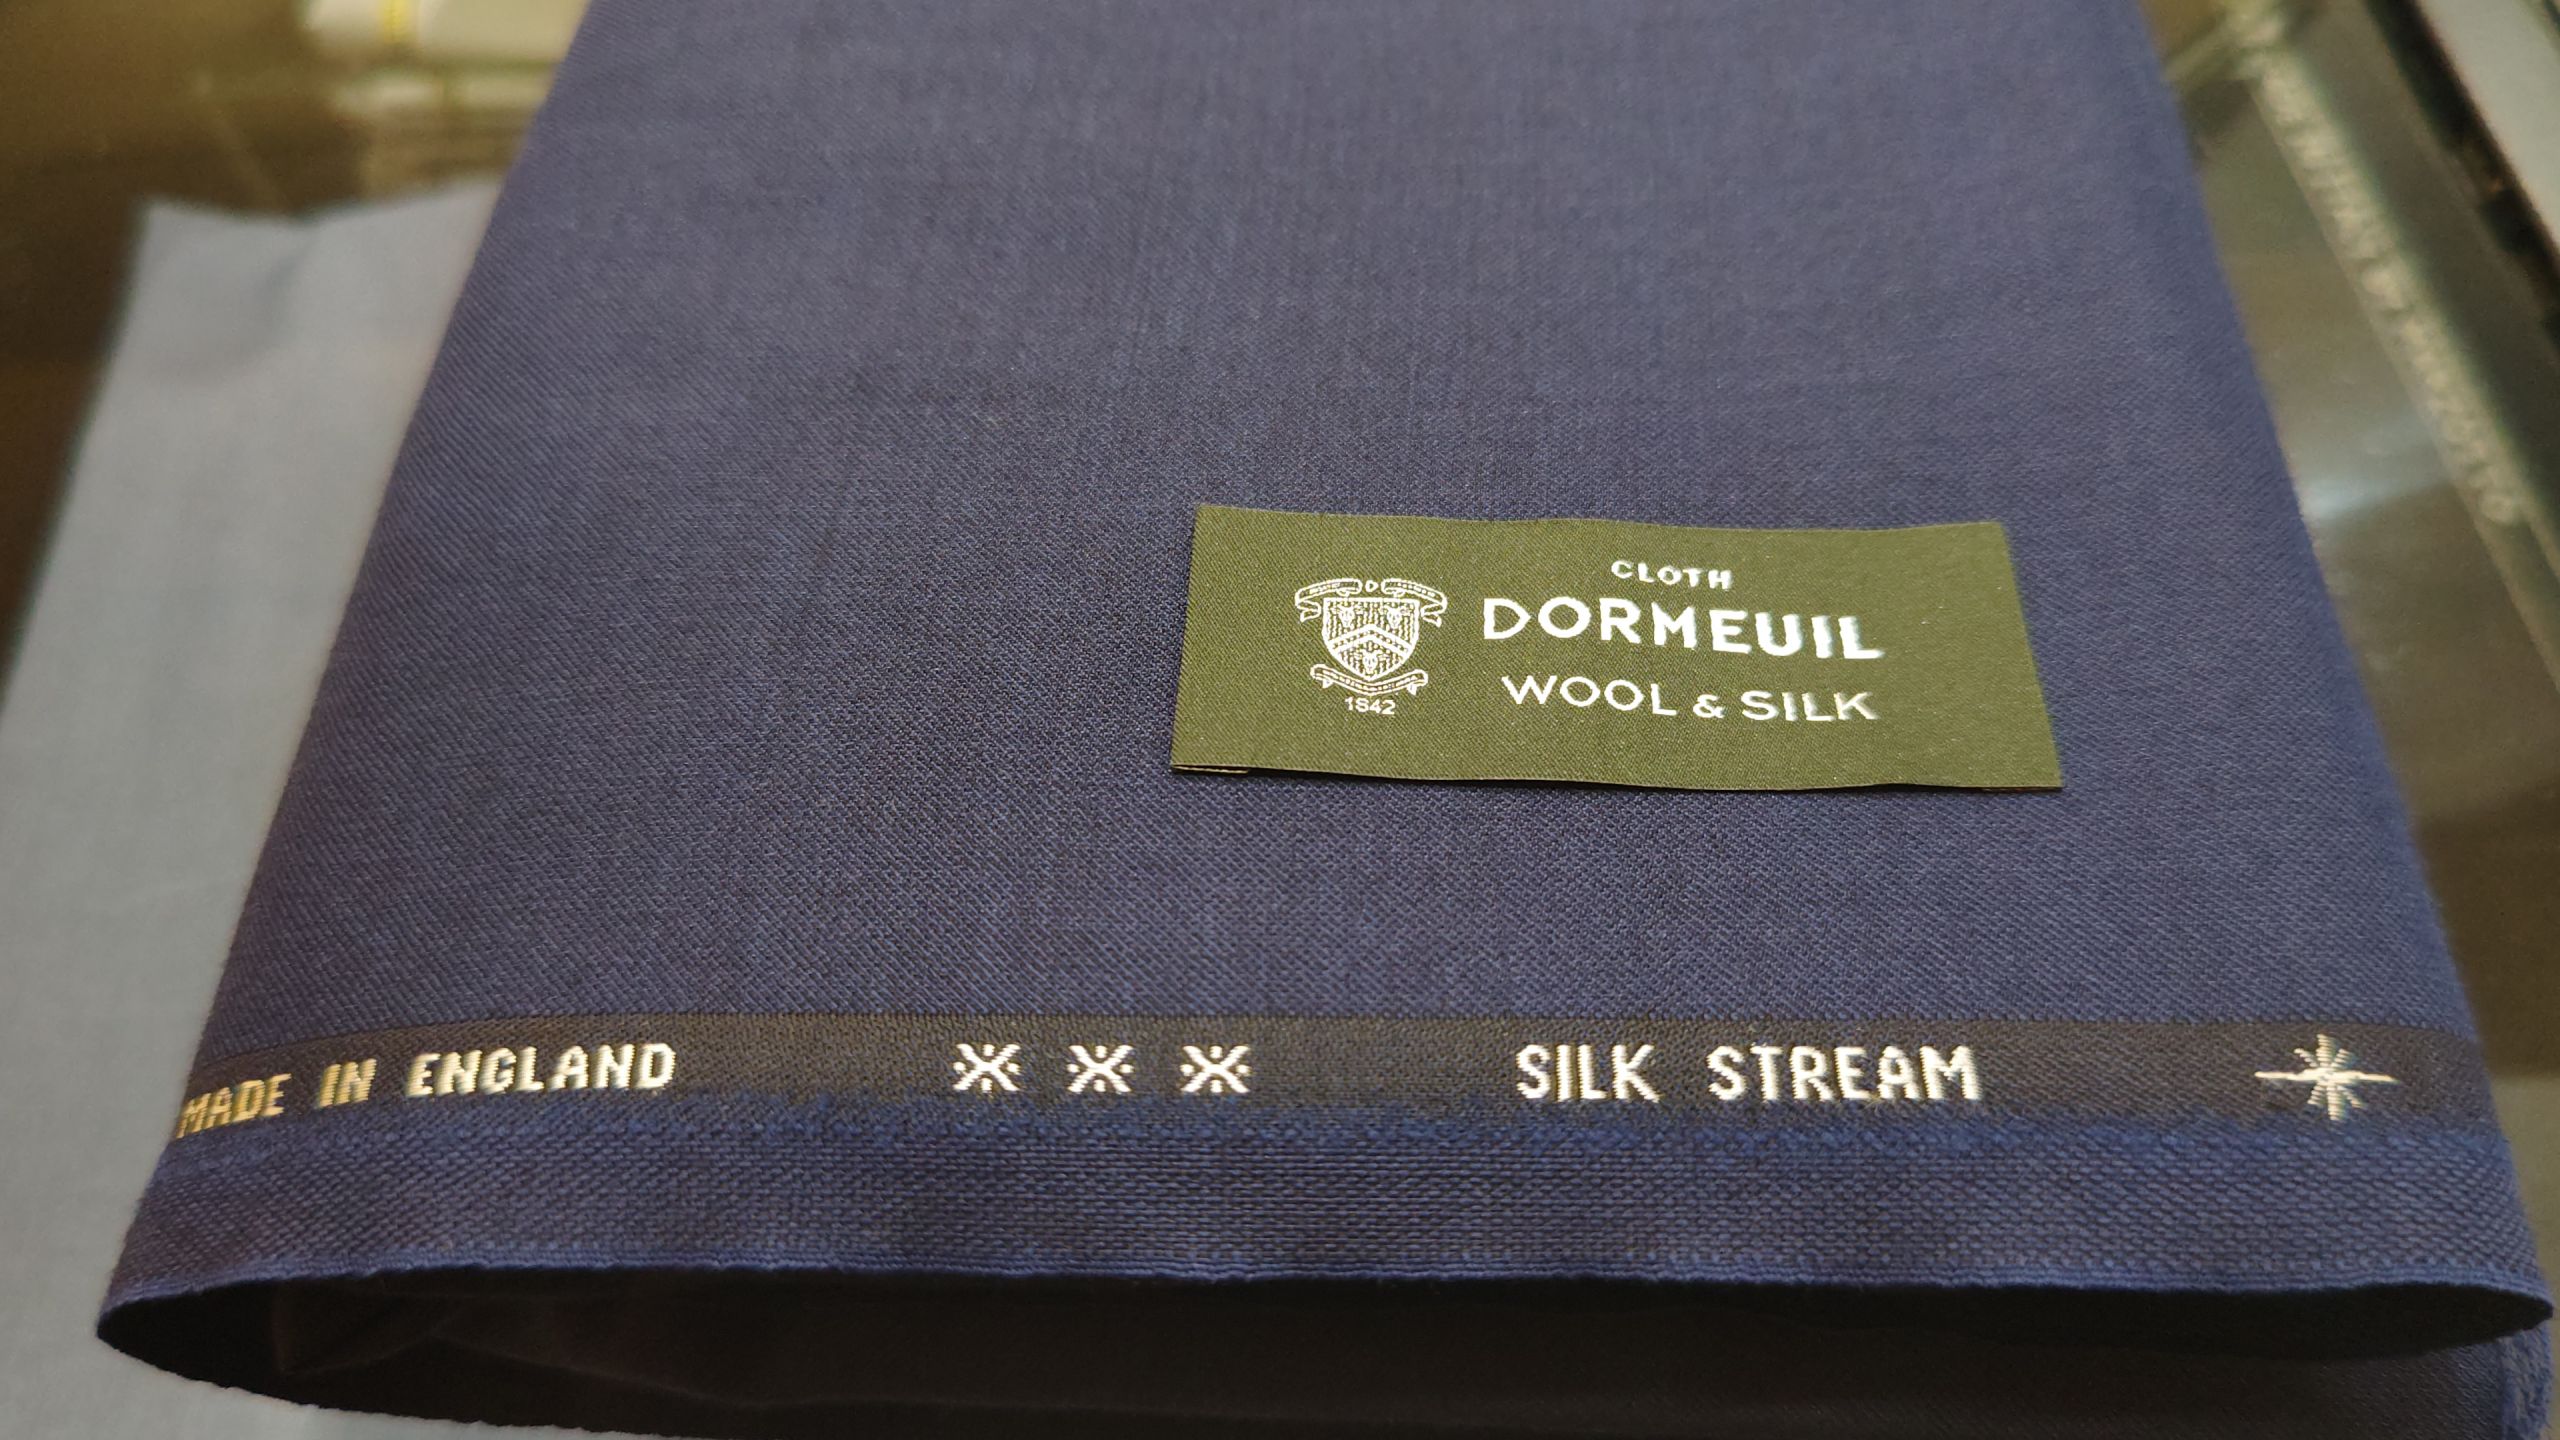 CLOTH
DORMEUIL
WOOL & SILK
D
1842
MADE IN ENGLAND
SILK STREAM